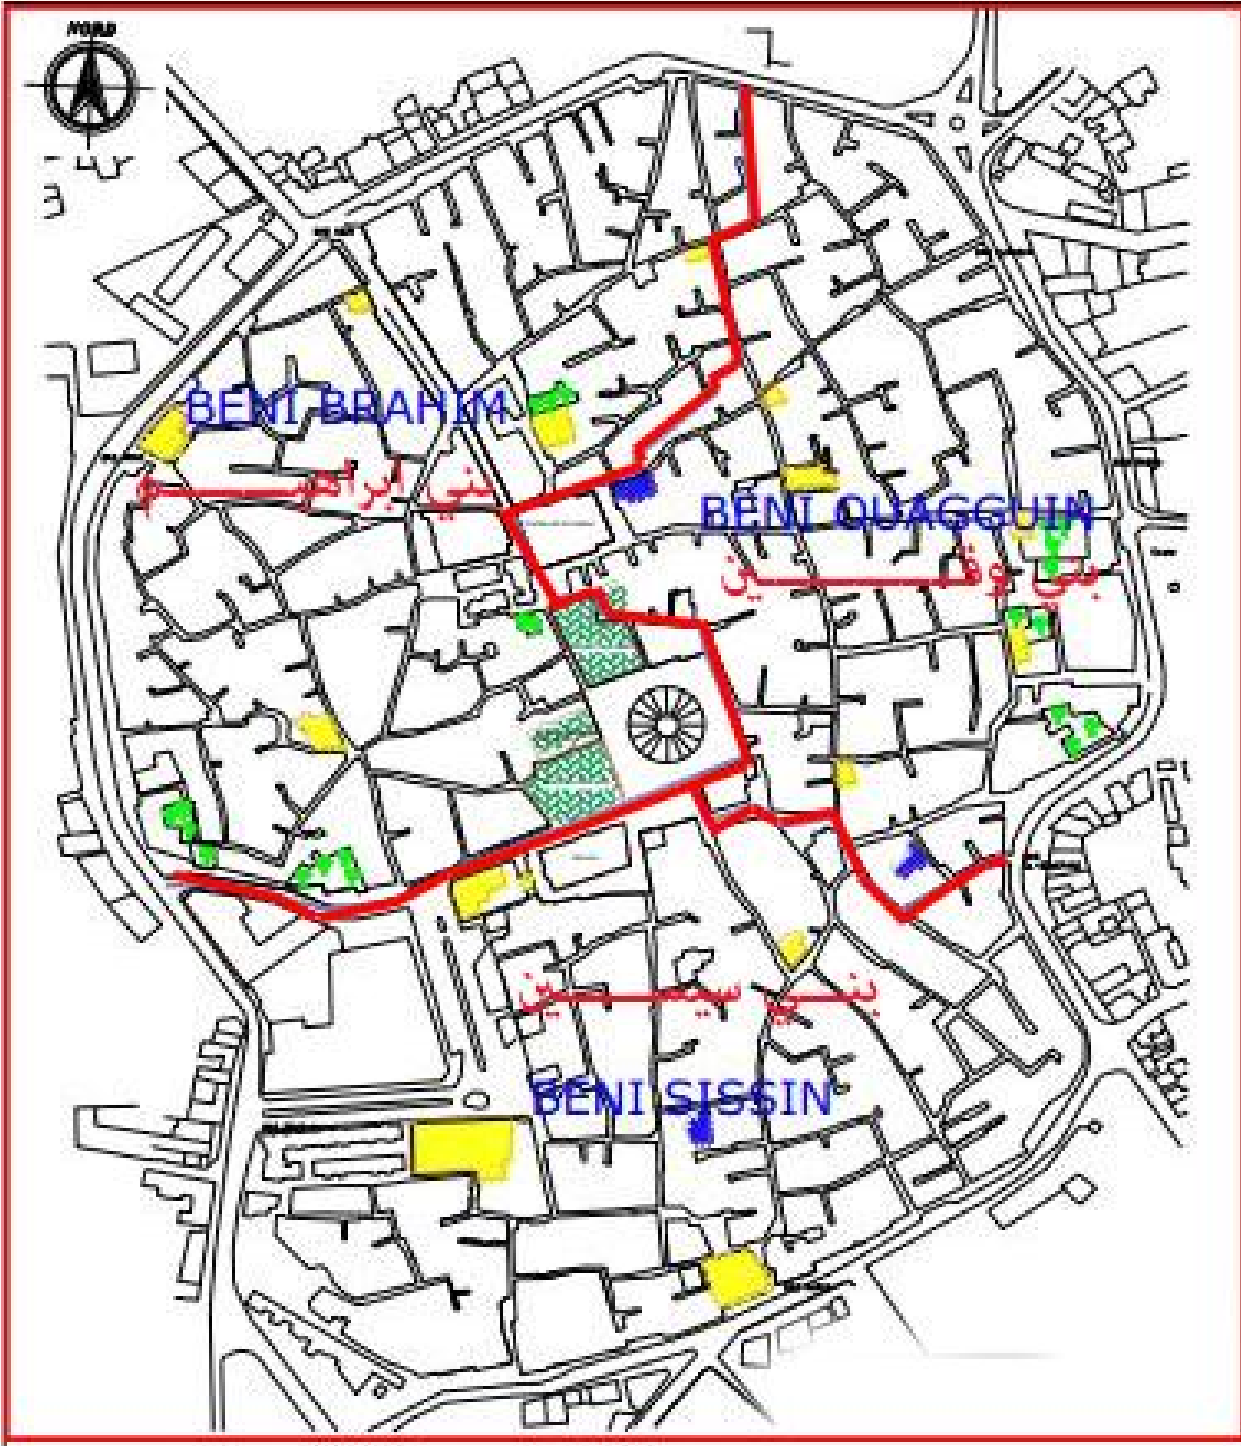 NORD
BENI BRAHIM
بني ابراهيم
BENI OUAGGUIN
بني وقين
بني سيسين
BENI SISSIN